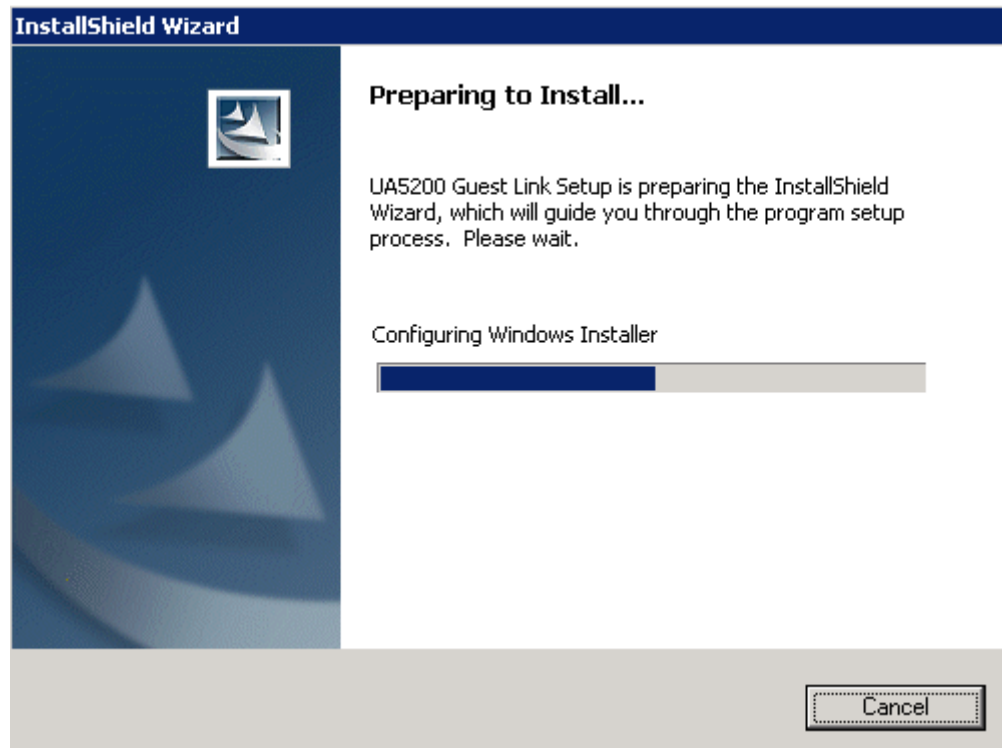 InstallShield Wizard
Preparing to Install...
UA5200 Guest Link Setup is preparing the InstallShield
Wizard, which will guide you through the program setup
process.  Please wait.
Configuring Windows Installer
Cancel